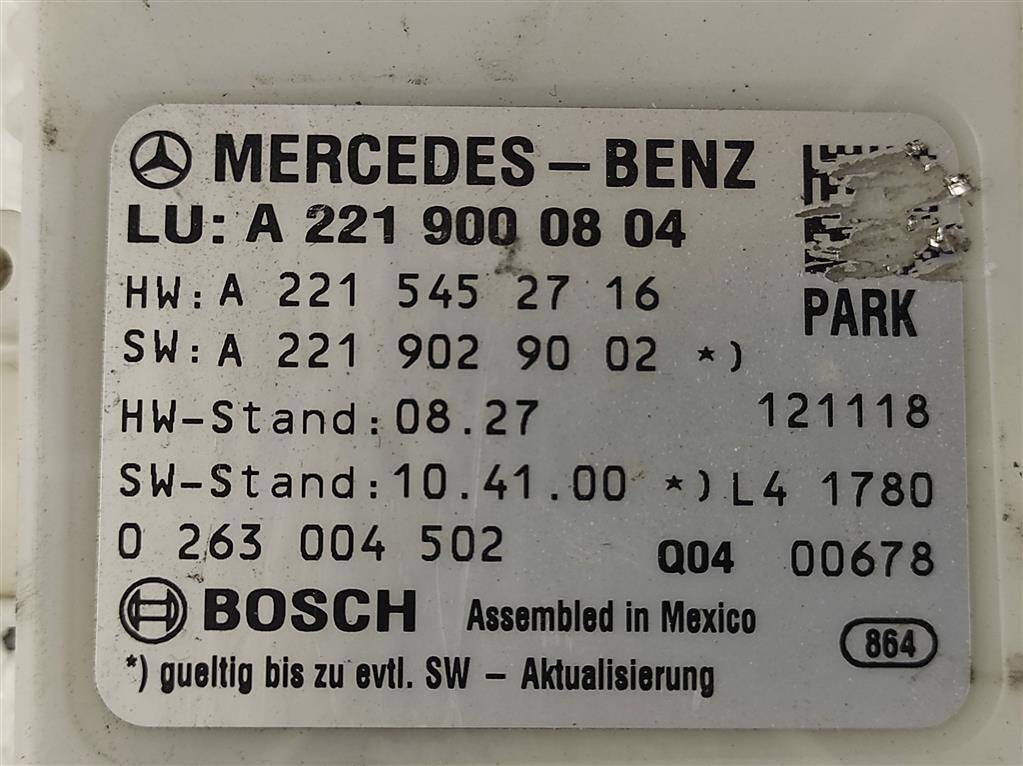 MERCEDES-BENZ
LU: A 221 900 08 04
HW: A 221 545 27 16
PARK
SW: A 221 902 90 02 *)
HW-Stand: 08.27 121118
SW-Stand: 10.41.00 *) L4 1780
0 263 004 502 Q04 00678
BOSCH Assembled in Mexico
864
*) gueltig bis zu evtl. SW - Aktualisierung